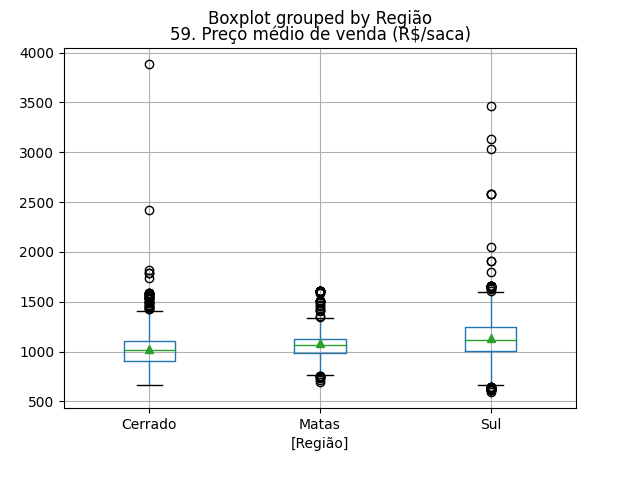 Boxplot grouped by Região
59. Preço médio de venda (R$/saca)
4000
3500
3000
2500
2000
1500
1000
500
Cerrado Matas Sul
[Região]